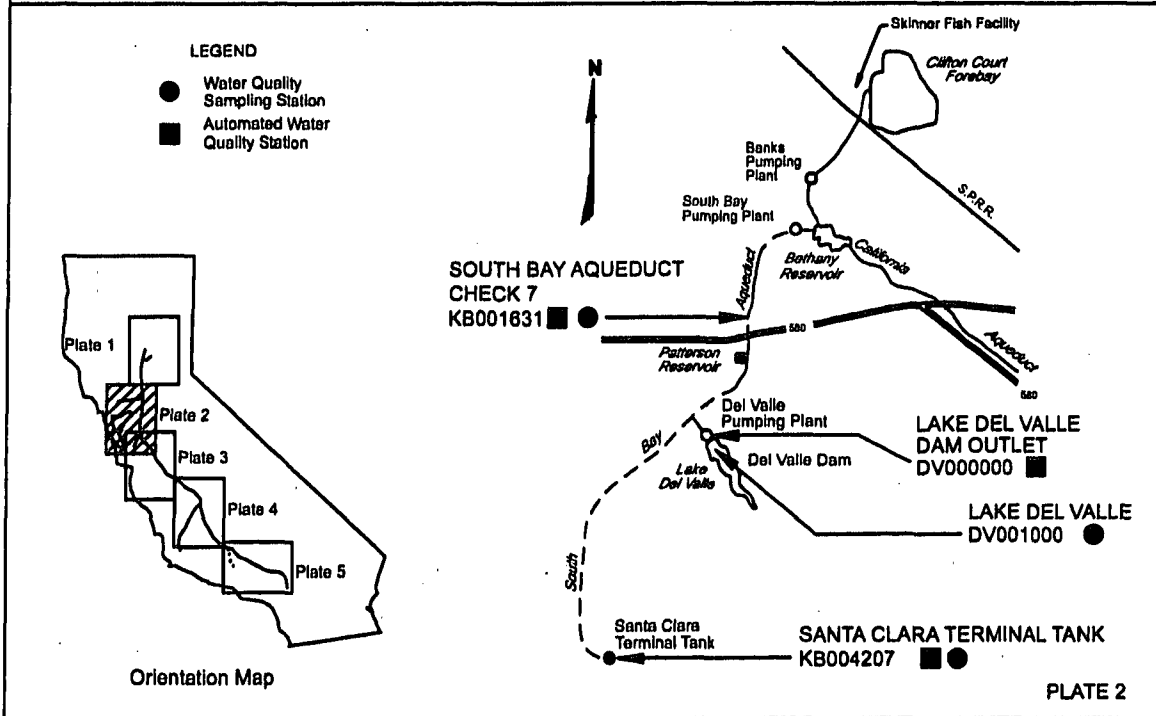 LEGEND
Water Quality
Sampling Station
Automated Water
Quality Station
N
Skinner Fish Facility
Clifton Court
Forebay
Banks
Pumping
Plant
S.P.R.R.
South Bay
Pumping Plant
Bethany
Reservoir
California
Aqueduct
SOUTH BAY AQUEDUCT
CHECK 7
KB001631
Aqueduct
580
580
Patterson
Reservoir
Del Valle
Pumping Plant
LAKE DEL VALLE
DAM OUTLET
DV000000
Bay
Lake
Del Valle
Del Valle Dam
LAKE DEL VALLE
DV001000
South
Santa Clara
Terminal Tank
SANTA CLARA TERMINAL TANK
KB004207
Plate 1
Plate 2
Plate 3
Plate 4
Plate 5
Orientation Map
PLATE 2